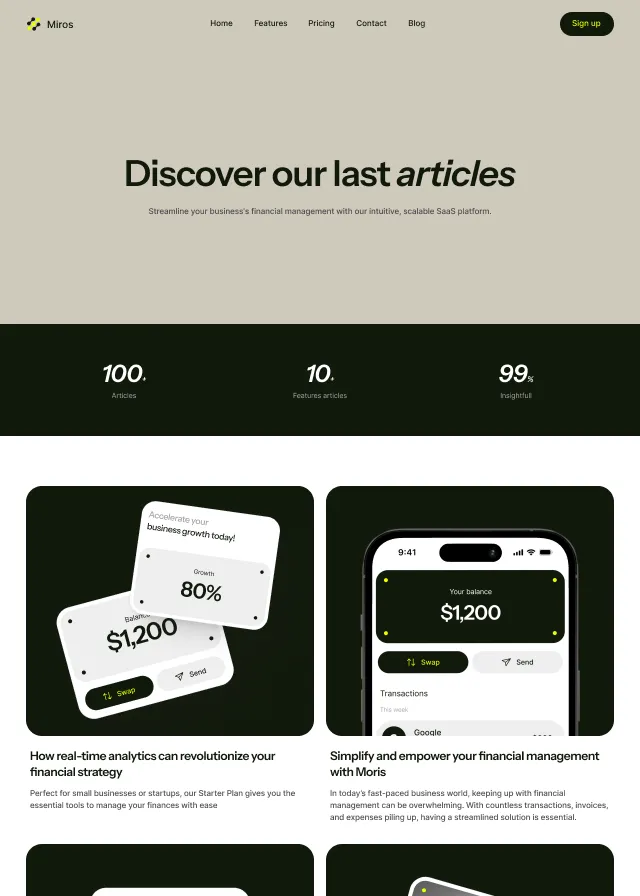 Miros
Home Features Pricing Contact Blog
Sign up
Discover our last articles
Streamline your business's financial management with our intuitive, scalable SaaS platform.
100+
Articles
10+
Features articles
99%
Insightfull
Accelerate your
business growth today!
Growth
80%
Balance
$1,200
Swap
Send
9:41
Your balance
$1,200
Swap
Send
Transactions
This week
Google
How real-time analytics can revolutionize your
financial strategy
Perfect for small businesses or startups, our Starter Plan gives you the
essential tools to manage your finances with ease
Simplify and empower your financial management
with Moris
In today's fast-paced business world, keeping up with financial
management can be overwhelming. With countless transactions, invoices,
and expenses piling up, having a streamlined solution is essential.